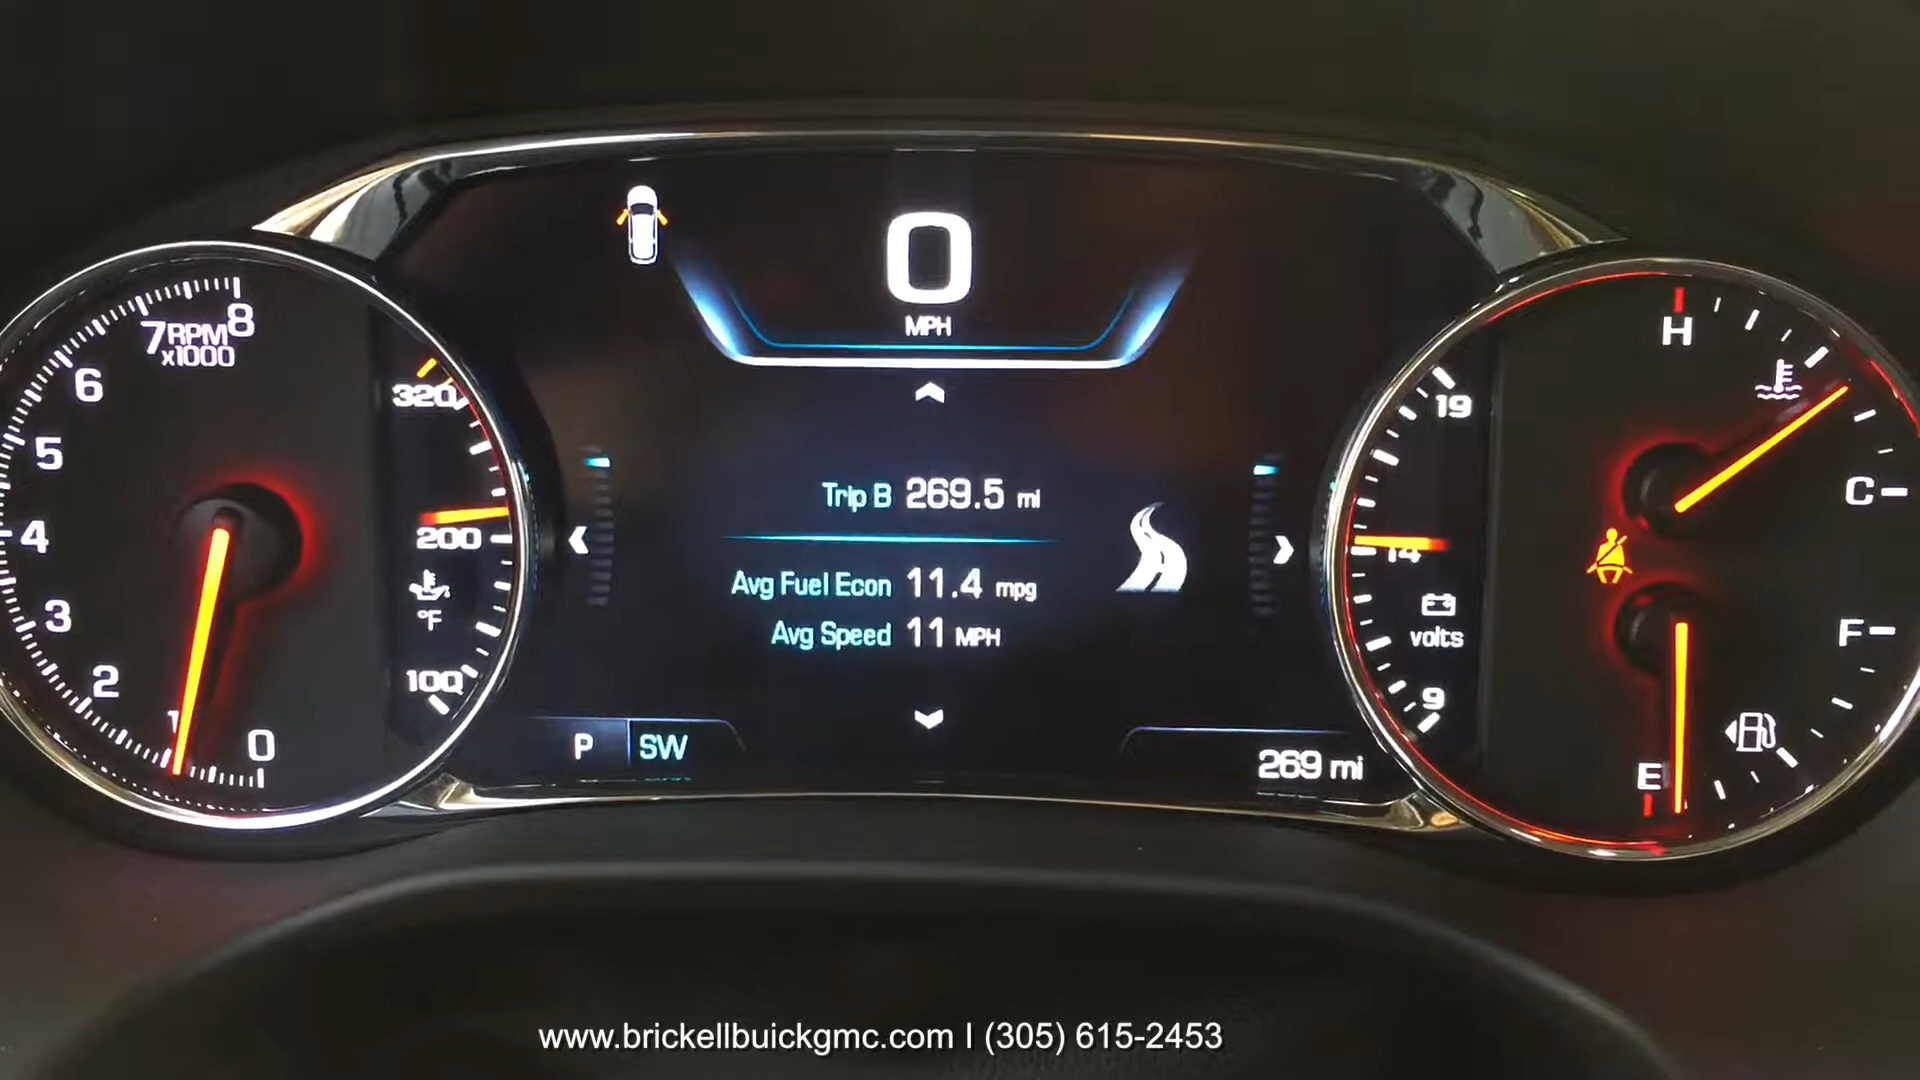 0
MPH
8
7 RPM
x1000
6
5
4
3
2
1
0
320
200
°F
100
Trip B 269.5 mi
Avg Fuel Econ 11.4 mpg
Avg Speed 11 MPH
P SW
269 mi
19
14
volts
9
H
C
F
E
www.brickellbuickgmc.com I (305) 615-2453